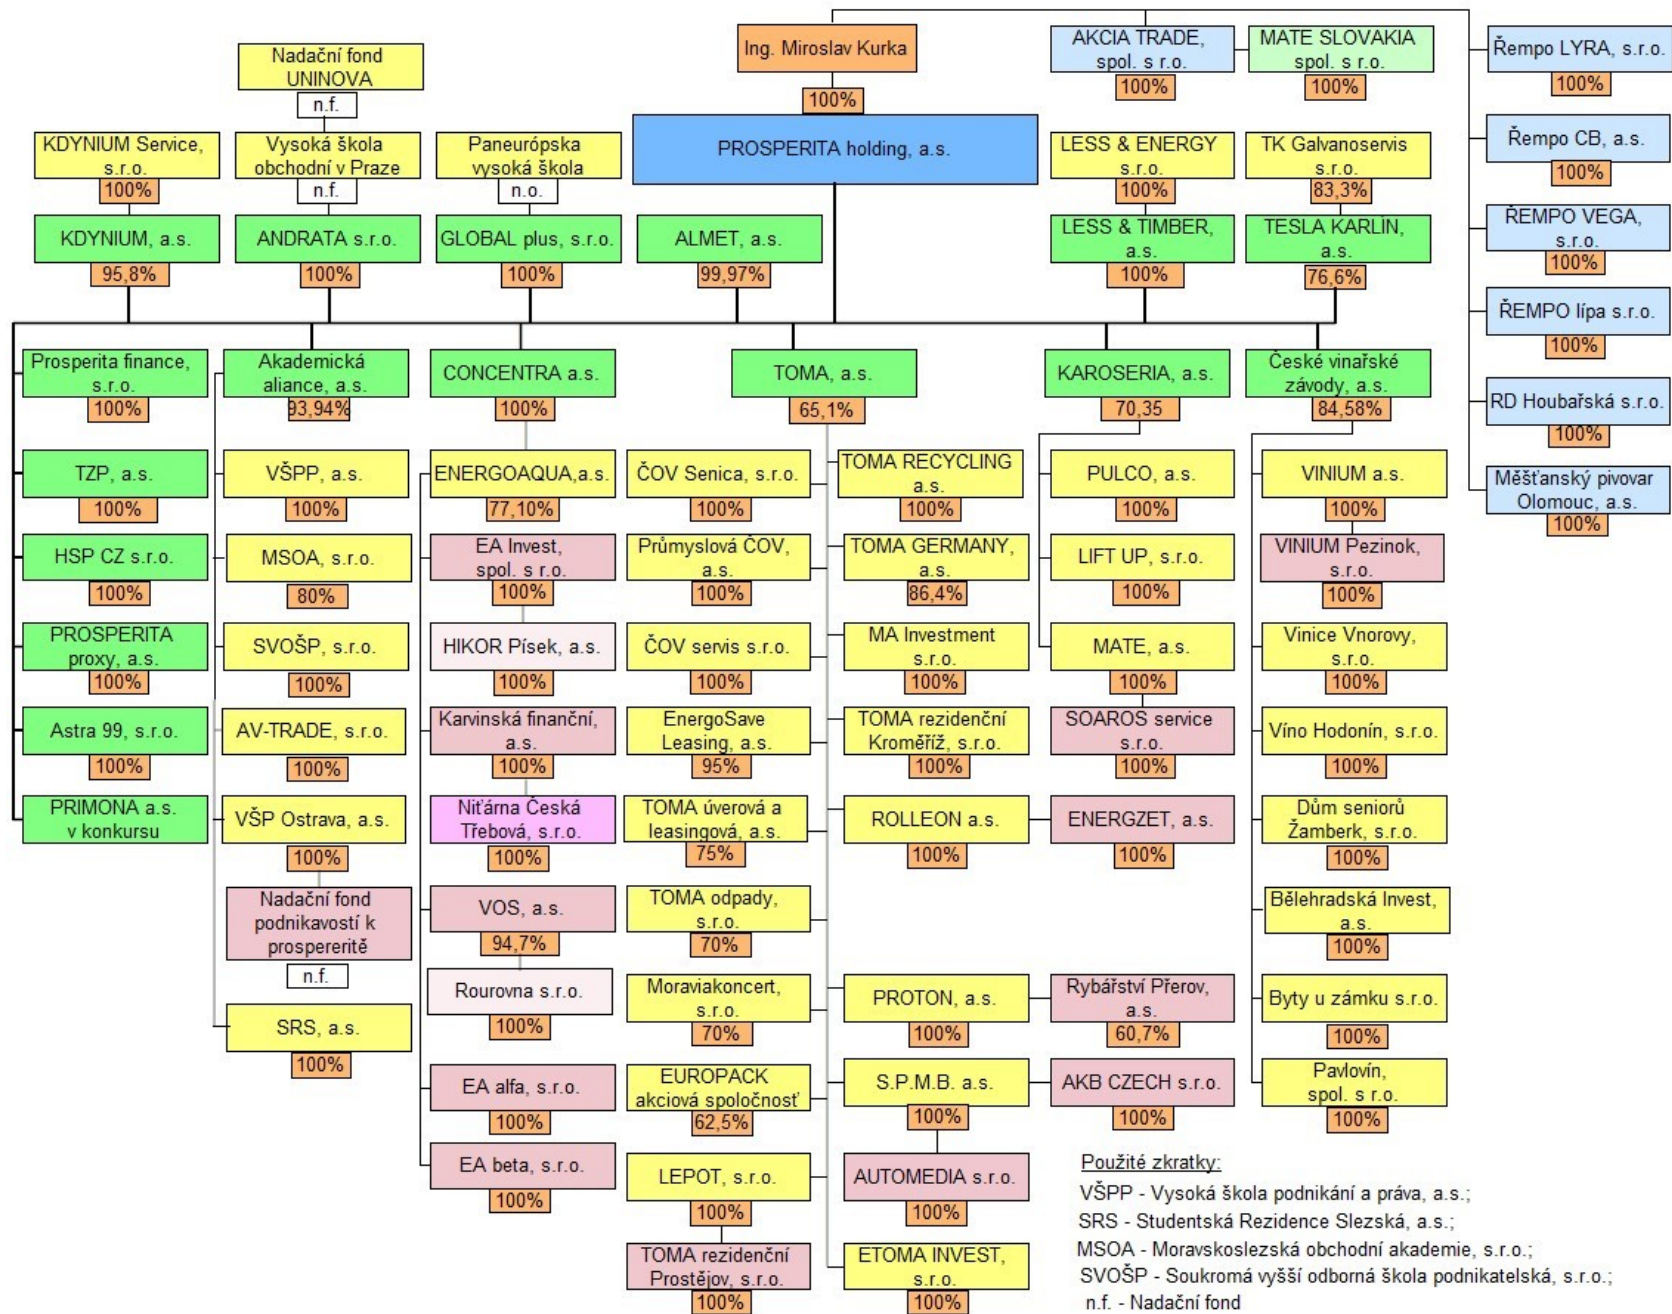 Ing. Miroslav Kurka
100%
AKCIA TRADE,
spol. s r.o.
100%
MATE SLOVAKIA
spol. s r.o.
100%
Řempo LYRA, s.r.o.
100%
Nadační fond
UNINOVA
n.f.
KDYNIUM Service,
s.r.o.
100%
Vysoká škola
obchodní v Praze
n.f.
Paneurópska
vysoká škola
n.o.
PROSPERITA holding, a.s.
LESS & ENERGY
s.r.o.
100%
TK Galvanoservis
s.r.o.
83,3%
Řempo CB, a.s.
100%
KDYNIUM, a.s.
95,8%
ANDRATA s.r.o.
100%
GLOBAL plus, s.r.o.
100%
ALMET, a.s.
99,97%
LESS & TIMBER,
a.s.
100%
TESLA KARLÍN,
a.s.
76,6%
ŘEMPO VEGA,
s.r.o.
100%
ŘEMPO lípa s.r.o.
100%
RD Houbařská s.r.o.
100%
Měšťanský pivovar
Olomouc, a.s.
100%
Prosperita finance,
s.r.o.
100%
TZP, a.s.
100%
HSP CZ s.r.o.
100%
PROSPERITA
proxy, a.s.
100%
Astra 99, s.r.o.
100%
PRIMONA a.s.
v konkursu
Akademická
aliance, a.s.
93,94%
VŠPP, a.s.
100%
MSOA, s.r.o.
80%
SVOŠP, s.r.o.
100%
AV-TRADE, s.r.o.
100%
VŠP Ostrava, a.s.
100%
Nadační fond
podnikavostí k
prospereritě
n.f.
SRS, a.s.
100%
CONCENTRA a.s.
100%
ENERGOAQUA,a.s.
77,10%
EA Invest,
spol. s r.o.
100%
HIKOR Písek, a.s.
100%
Karvinská finanční,
a.s.
100%
Niťárna Česká
Třebová, s.r.o.
100%
VOS, a.s.
94,7%
Rourovna s.r.o.
100%
EA alfa, s.r.o.
100%
EA beta, s.r.o.
100%
TOMA, a.s.
65,1%
ČOV Senica, s.r.o.
100%
Průmyslová ČOV,
a.s.
100%
ČOV servis s.r.o.
100%
EnergoSave
Leasing, a.s.
95%
TOMA úverová a
leasingová, a.s.
75%
TOMA odpady,
s.r.o.
70%
Moraviakoncert,
s.r.o.
70%
EUROPACK
akciová spoločnosť
62,5%
LEPOT, s.r.o.
100%
TOMA rezidenční
Prostějov, s.r.o.
100%
TOMA RECYCLING
a.s.
100%
TOMA GERMANY,
a.s.
86,4%
MA Investment
s.r.o.
100%
TOMA rezidenční
Kroměříž, s.r.o.
100%
ROLLEON a.s.
100%
PROTON, a.s.
100%
S.P.M.B. a.s.
100%
AUTOMEDIA s.r.o.
100%
ETOMA INVEST,
s.r.o.
100%
KAROSERIA, a.s.
70,35
PULCO, a.s.
100%
LIFT UP, s.r.o.
100%
MATE, a.s.
100%
SOAROS service
s.r.o.
100%
ENERGZET, a.s.
100%
Rybářství Přerov,
a.s.
60,7%
AKB CZECH s.r.o.
100%
České vinařské
závody, a.s.
84,58%
VINIUM a.s.
100%
VINIUM Pezinok,
s.r.o.
100%
Vinice Vnorovy,
s.r.o.
100%
Víno Hodonín, s.r.o.
100%
Dům seniorů
Žamberk, s.r.o.
100%
Bělehradská Invest,
a.s.
100%
Byty u zámku s.r.o.
100%
Pavlovín,
spol. s r.o.
100%
Použité zkratky:
VŠPP - Vysoká škola podnikání a práva, a.s.;
SRS - Studentská Rezidence Slezská, a.s.;
MSOA - Moravskoslezská obchodní akademie, s.r.o.;
SVOŠP - Soukromá vyšší odborná škola podnikatelská, s.r.o.;
n.f. - Nadační fond